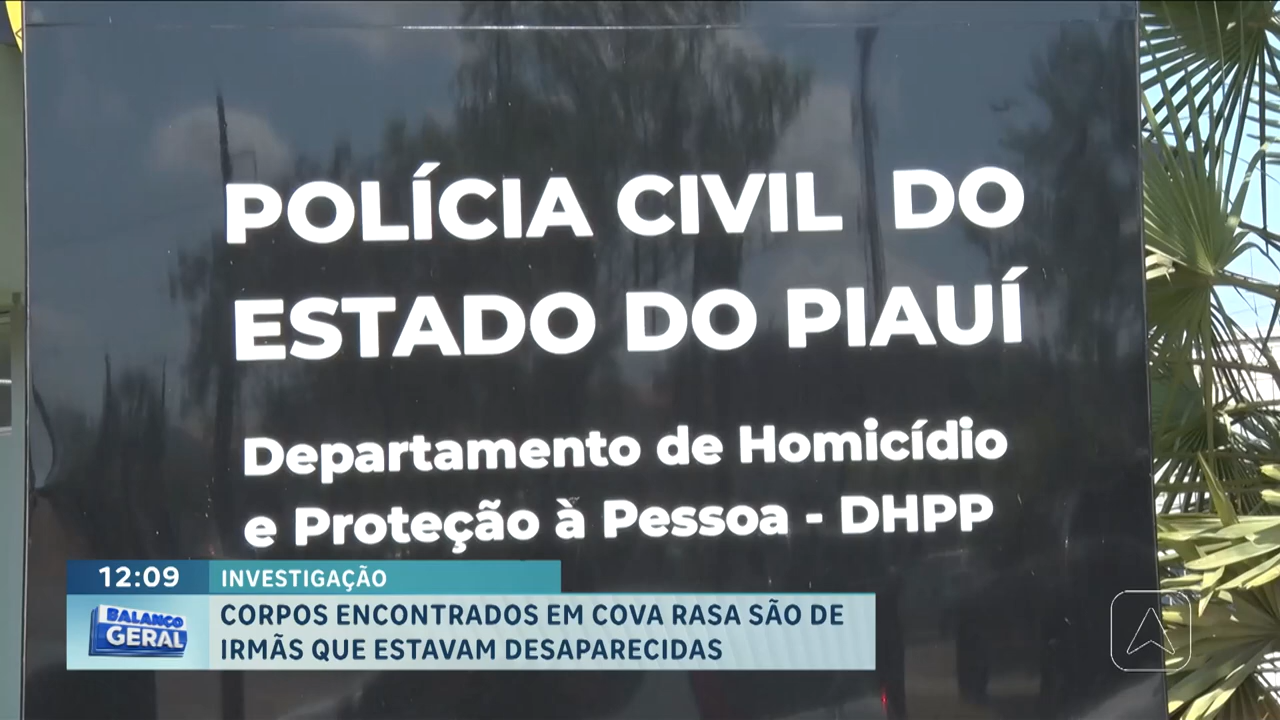 POLÍCIA CIVIL DO
ESTADO DO PIAUÍ
Departamento de Homicídio
e Proteção à Pessoa - DHPP
12:09 INVESTIGAÇÃO
BALANÇO
GERAL
CORPOS ENCONTRADOS EM COVA RASA SÃO DE
IRMÃS QUE ESTAVAM DESAPARECIDAS